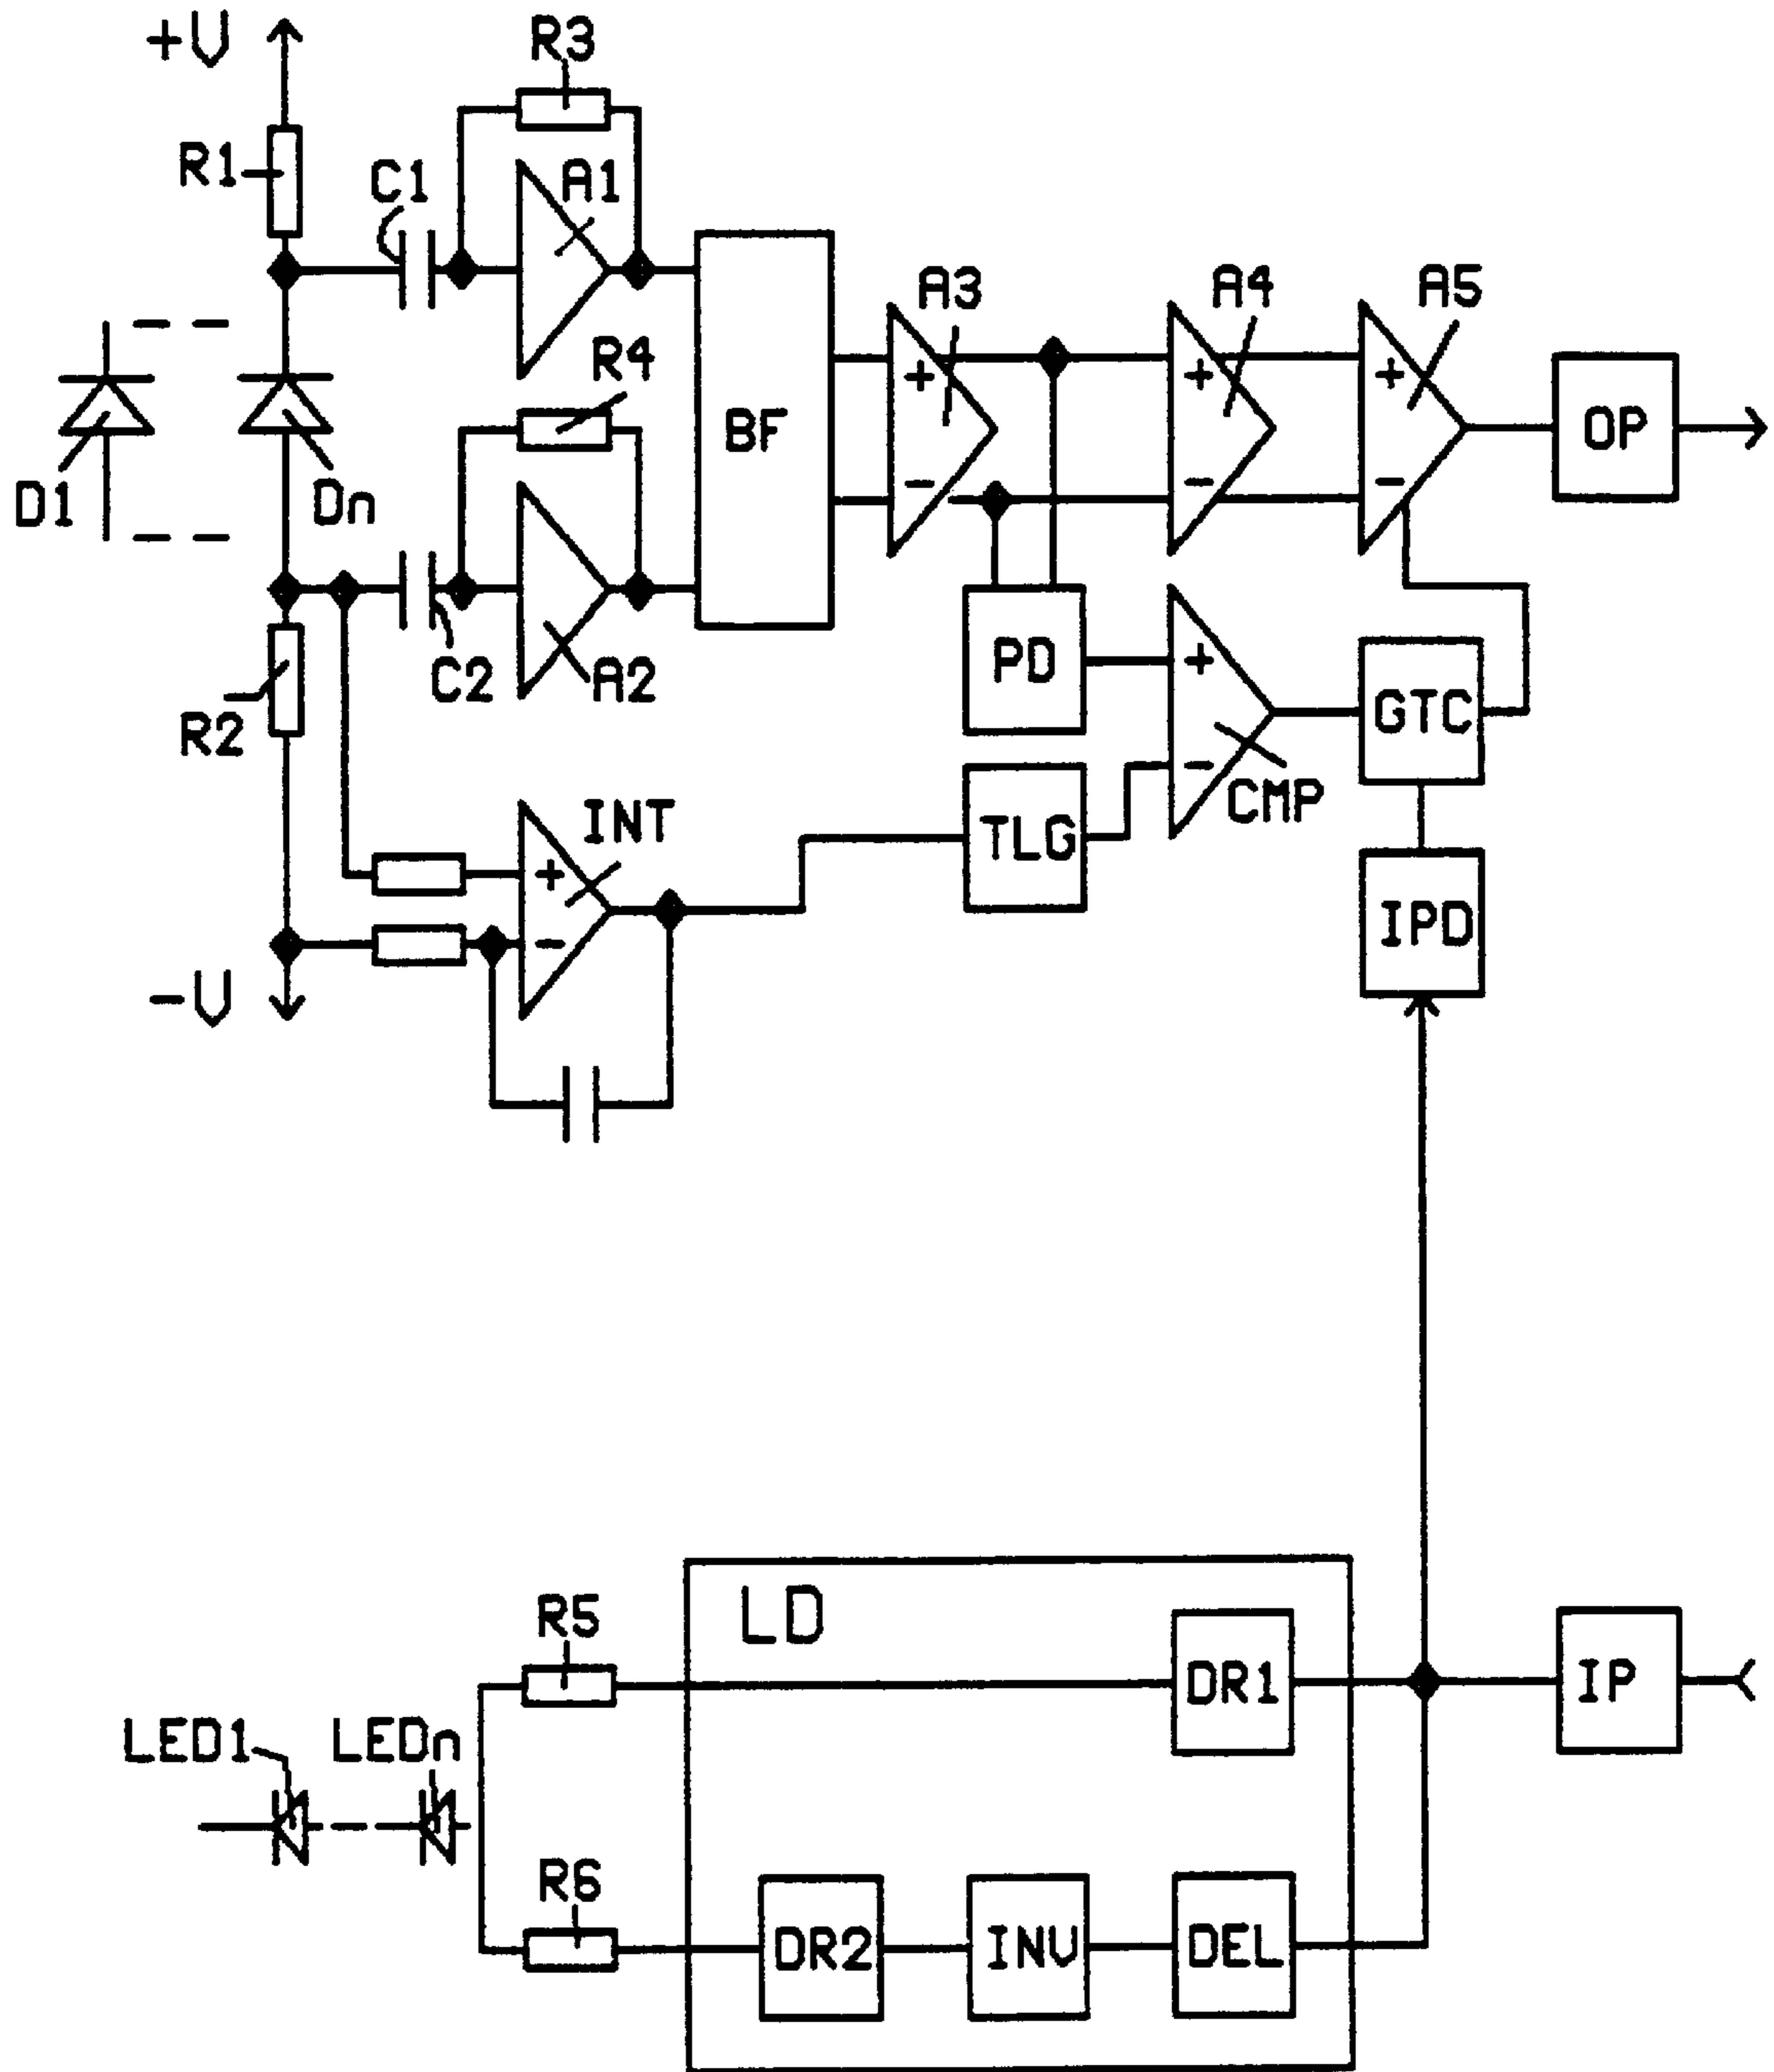 +V
R3
R1
C1
A1
A3
A4
A5
R4
BF
OP
D1
Dn
+
-
+
-
+
-
C2
A2
PD
+
-
CMP
GTC
R2
INT
TLG
+
-
IPD
-V
LD
R5
DR1
IP
LED1
LEDn
R6
DR2
INV
DEL